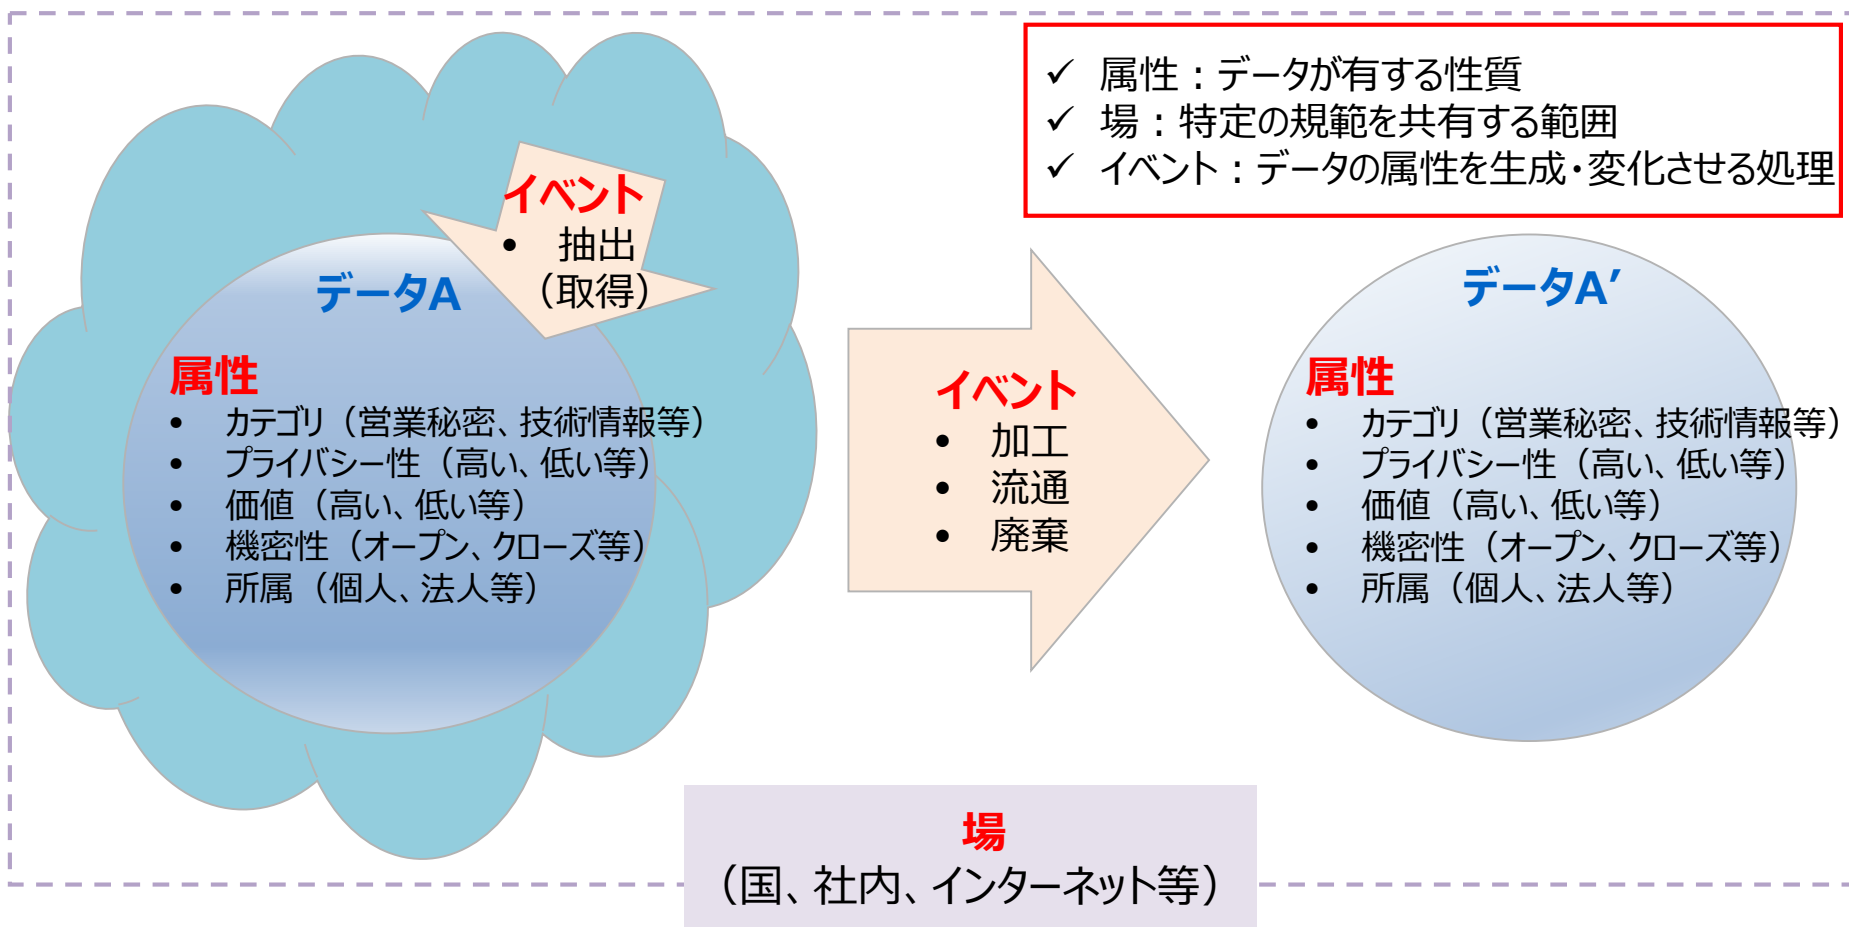 ✓ 属性：データが有する性質
✓ 場：特定の規範を共有する範囲
✓ イベント：データの属性を生成・変化させる処理
イベント
• 抽出
（取得）
データA
属性
• カテゴリ（営業秘密、技術情報等）
• プライバシー性（高い、低い等）
• 価値（高い、低い等）
• 機密性（オープン、クローズ等）
• 所属（個人、法人等）
イベント
• 加工
• 流通
• 廃棄
データA′
属性
• カテゴリ（営業秘密、技術情報等）
• プライバシー性（高い、低い等）
• 価値（高い、低い等）
• 機密性（オープン、クローズ等）
• 所属（個人、法人等）
場
（国、社内、インターネット等）